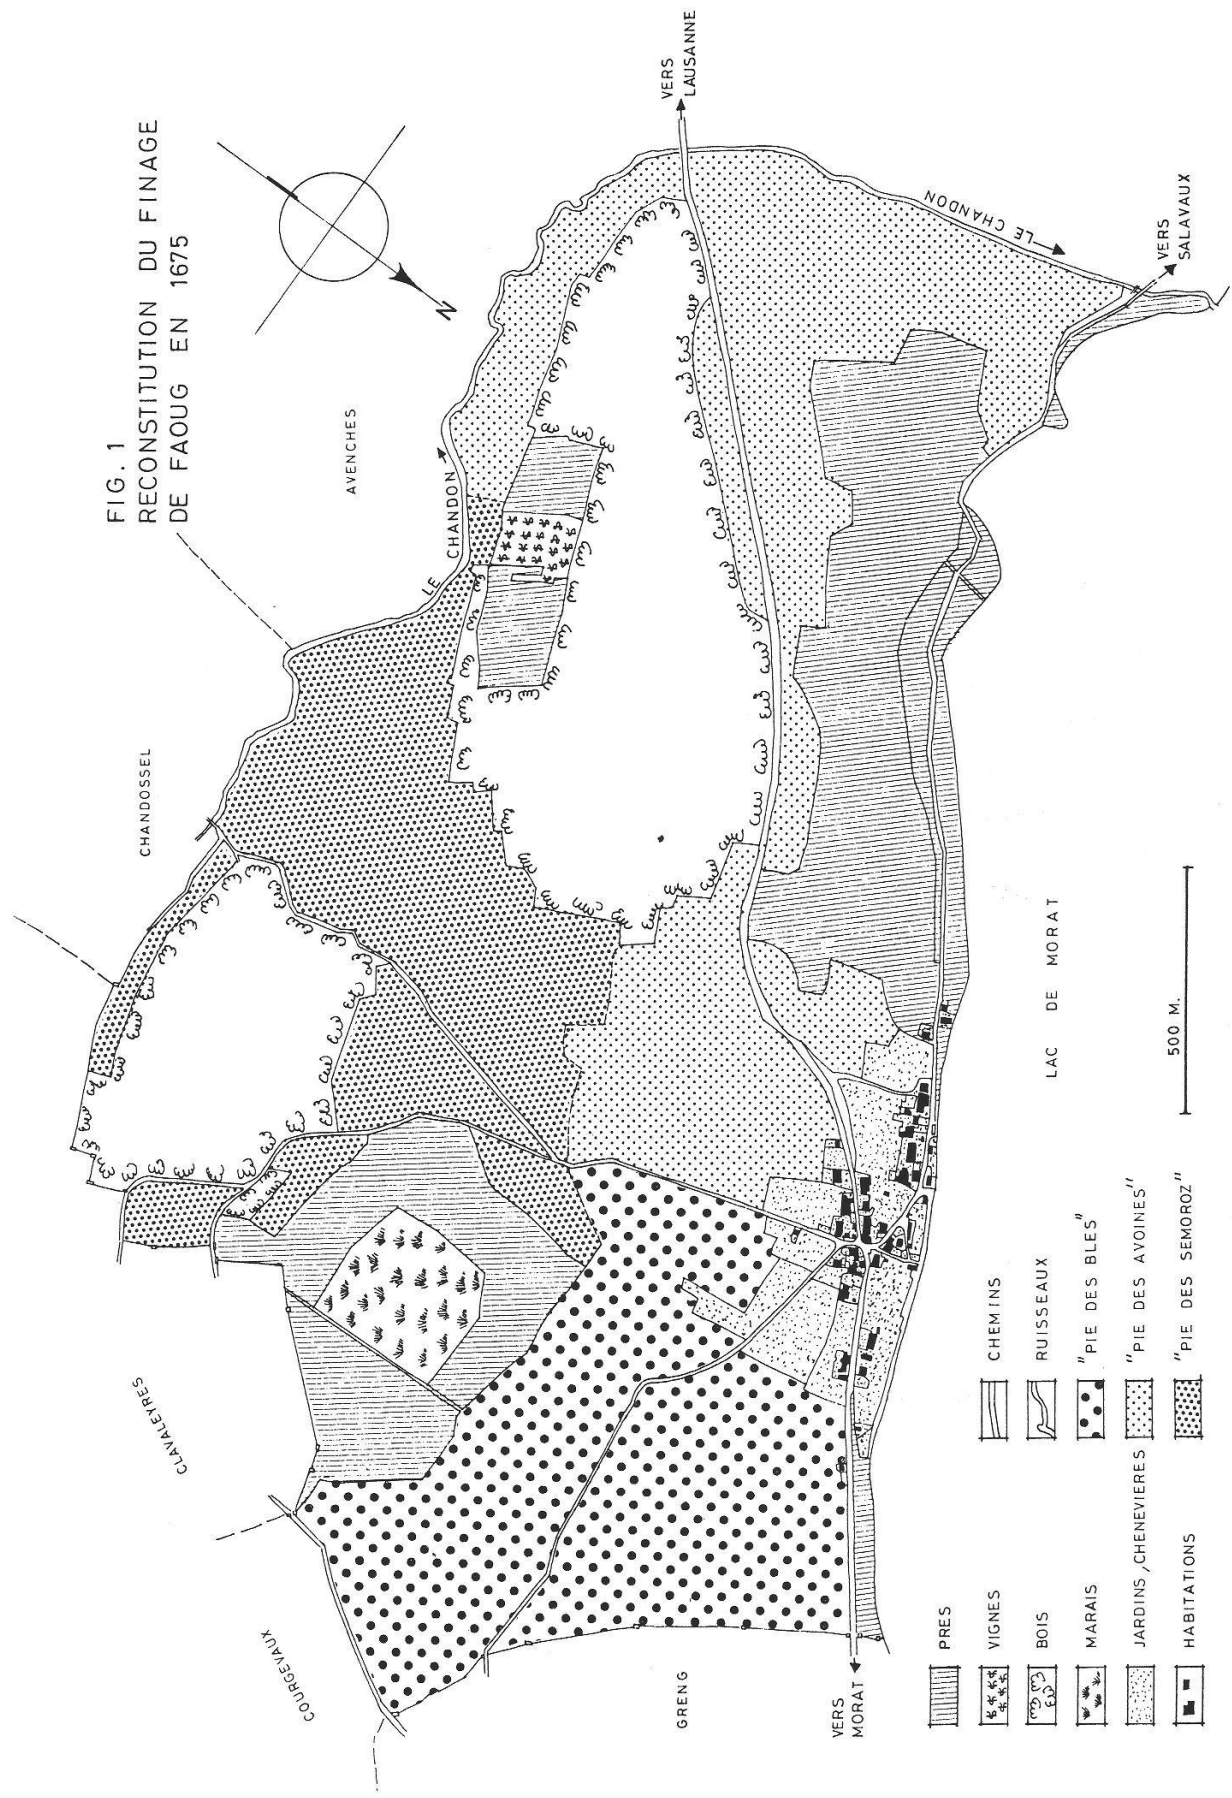 FIG. 1
RECONSTITUTION DU FINAGE
DE FAOUG EN 1675
N
VERS
LAUSANNE
LE CHANDON
VERS
SALAVAUX
AVENCHES
LE CHANDON
CHANDOSSEL
CLAVALEYRES
COURGEVAUX
GRENG
VERS
MORAT
LAC DE MORAT
500 M.
PRES
VIGNES
BOIS
MARAIS
JARDINS, CHENEVIERES
HABITATIONS
CHEMINS
RUISSEAUX
"PIE DES BLES"
"PIE DES AVOINES"
"PIE DES SEMOROZ"